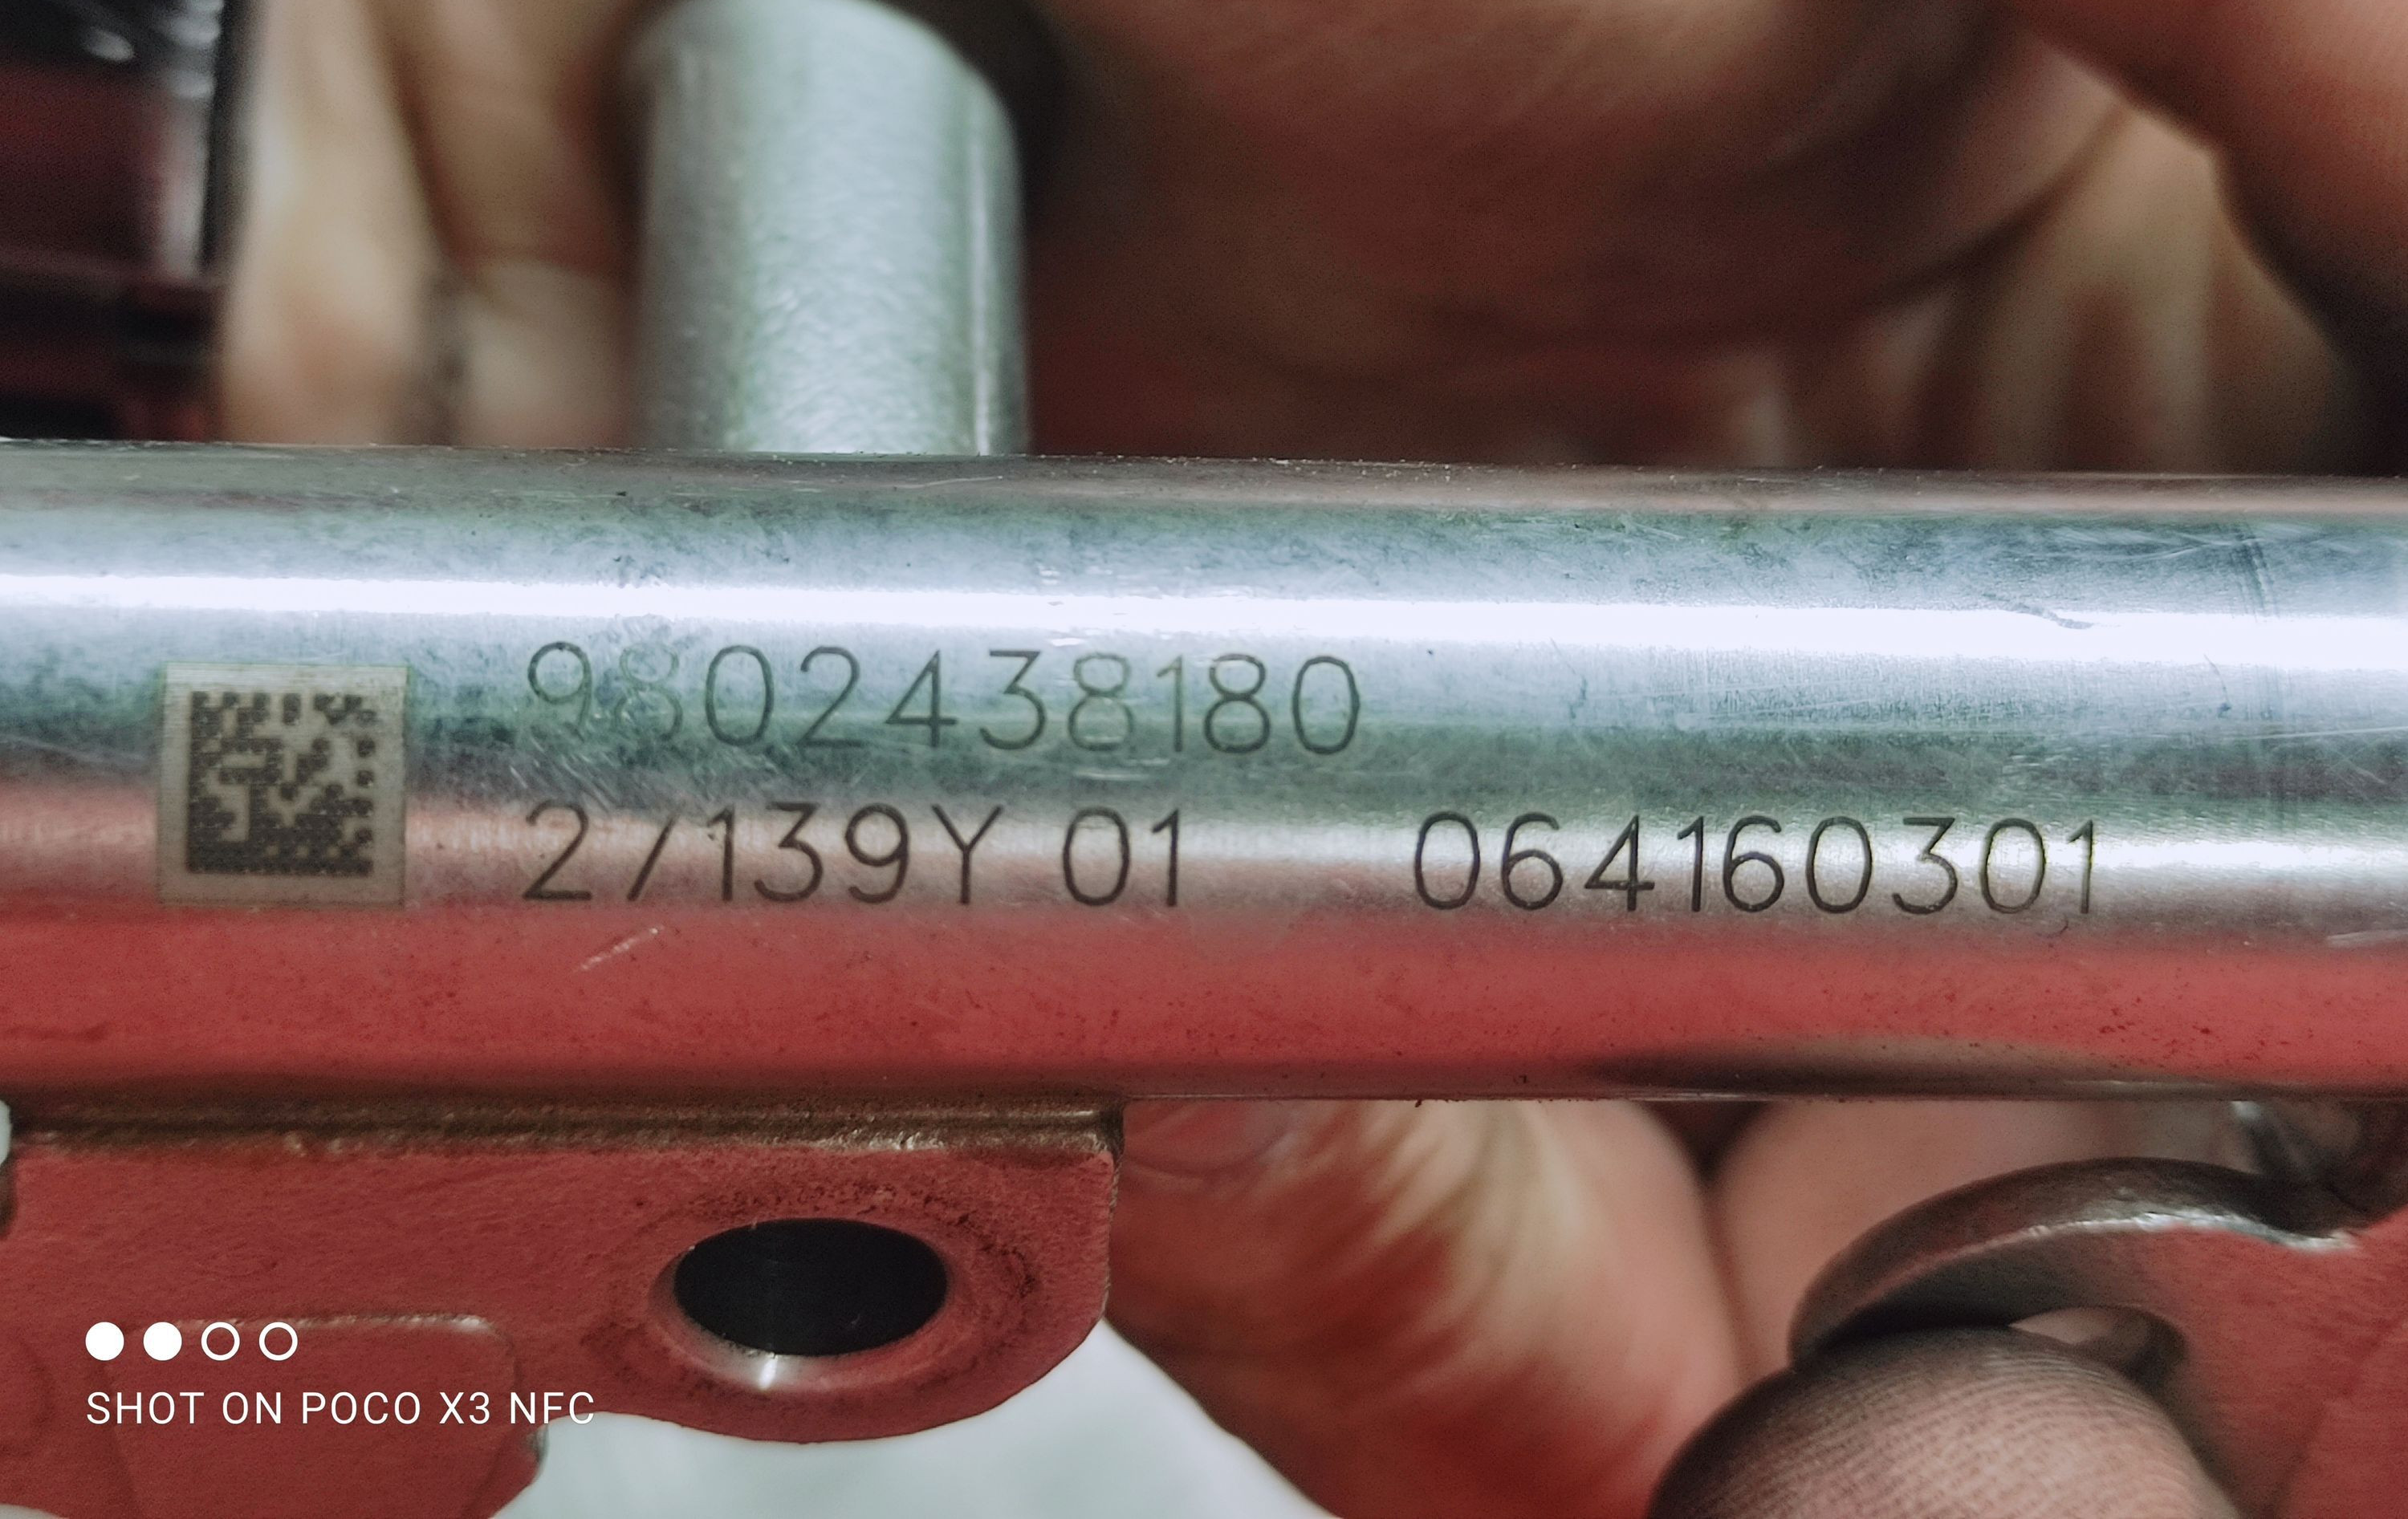 9802438180
2/139Y 01 064160301
SHOT ON POCO X3 NFC